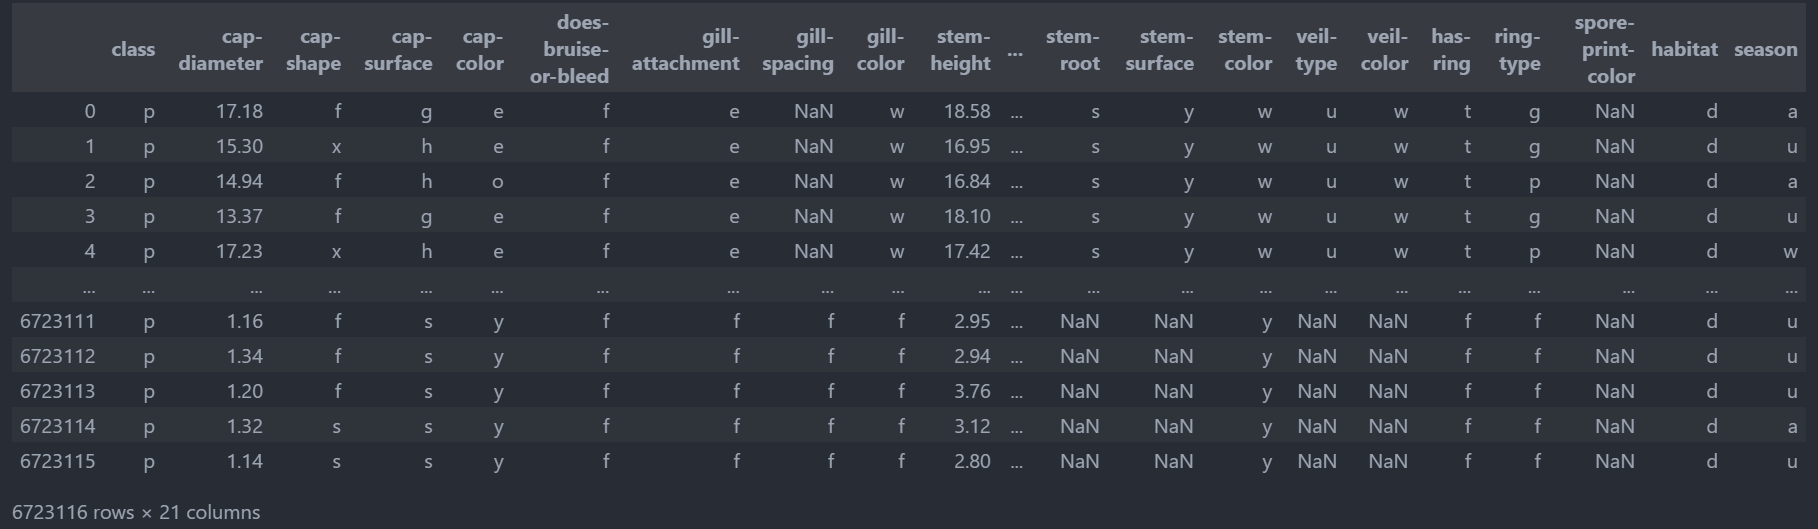 class cap-diameter cap-shape cap-surface cap-color does-bruise-or-bleed gill-attachment gill-spacing gill-color stem-height ... stem-root stem-surface stem-color veil-type veil-color has-ring ring-type spore-print-color habitat season
0 p 17.18 f g e f e NaN w 18.58 ... s y w u w t g NaN d a
1 p 15.30 x h e f e NaN w 16.95 ... s y w u w t g NaN d u
2 p 14.94 f h o f e NaN w 16.84 ... s y w u w t p NaN d a
3 p 13.37 f g e f e NaN w 18.10 ... s y w u w t g NaN d u
4 p 17.23 x h e f e NaN w 17.42 ... s y w u w t p NaN d w
... ... ... ... ... ... ... ... ... ... ... ... ... ... ... ... ... ... ... ... ... ...
6723111 p 1.16 f s y f f f f 2.95 ... NaN NaN y NaN NaN f f NaN d u
6723112 p 1.34 f s y f f f f 2.94 ... NaN NaN y NaN NaN f f NaN d u
6723113 p 1.20 f s y f f f f 3.76 ... NaN NaN y NaN NaN f f NaN d u
6723114 p 1.32 s s y f f f f 3.12 ... NaN NaN y NaN NaN f f NaN d a
6723115 p 1.14 s s y f f f f 2.80 ... NaN NaN y NaN NaN f f NaN d u
6723116 rows × 21 columns